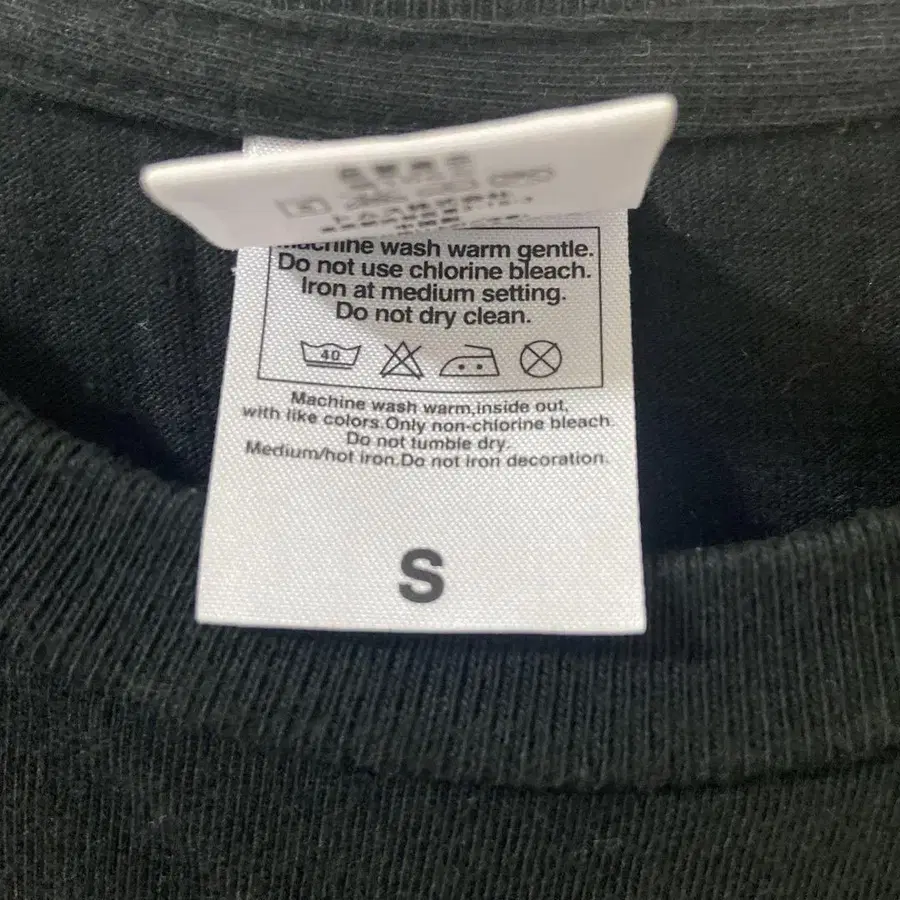 Machine wash warm gentle.
Do not use chlorine bleach.
Iron at medium setting.
Do not dry clean.
40
Machine wash warm,inside out,
with like colors.Only non-chlorine bleach.
Do not tumble dry.
Medium/hot iron.Do not iron decoration.
S